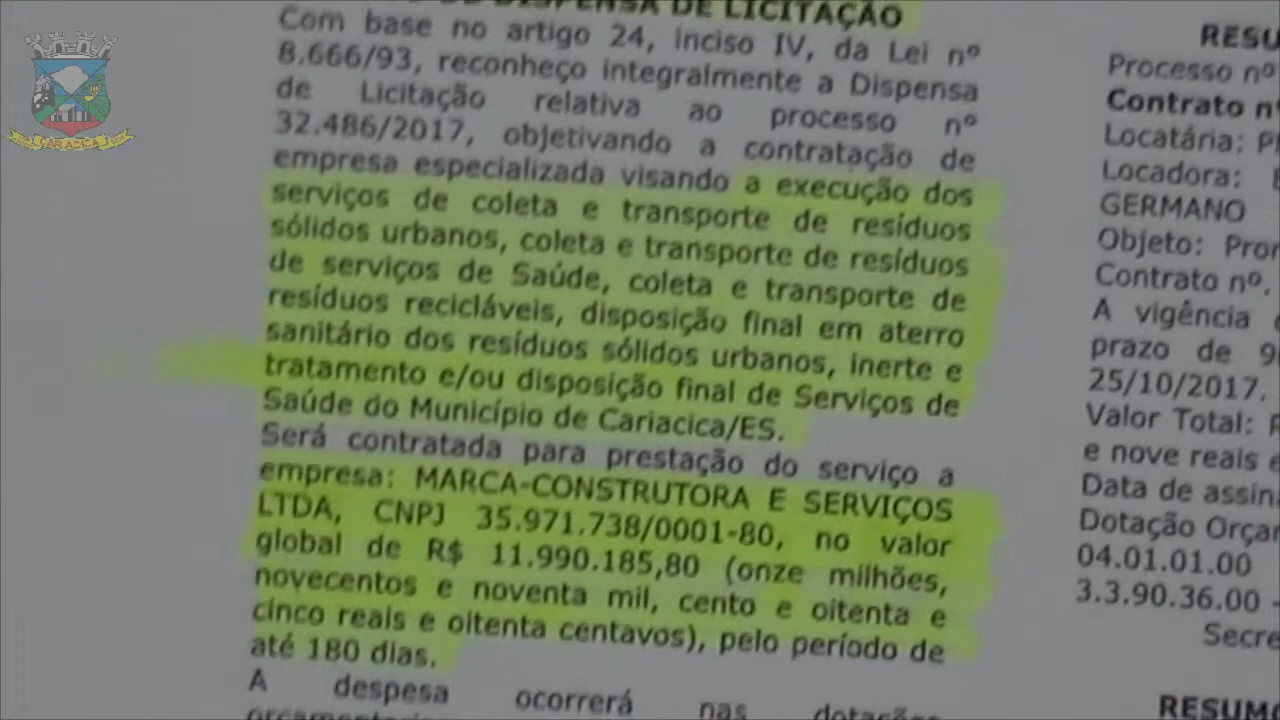 DE DISPENSA DE LICITAÇÃO
Com base no artigo 24, inciso IV, da Lei nº
8.666/93, reconheço integralmente a Dispensa
de Licitação relativa ao processo nº
32.486/2017, objetivando a contratação de
empresa especializada visando a execução dos
serviços de coleta e transporte de resíduos
sólidos urbanos, coleta e transporte de resíduos
de serviços de Saúde, coleta e transporte de
resíduos recicláveis, disposição final em aterro
sanitário dos resíduos sólidos urbanos, inerte e
tratamento e/ou disposição final de Serviços de
Saúde do Município de Cariacica/ES.
Será contratada para prestação do serviço a
empresa: MARCA-CONSTRUTORA E SERVIÇOS
LTDA, CNPJ 35.971.738/0001-80, no valor
global de R$ 11.990.185,80 (onze milhões,
novecentos e noventa mil, cento e oitenta e
cinco reais e oitenta centavos), pelo período de
até 180 dias.
A despesa ocorrerá nas dotações
RESU
Processo nº
Contrato nº
Locatária: P
Locadora:
GERMANO
Objeto: Pro
Contrato nº.
A vigência
prazo de 9
25/10/2017.
Valor Total: R
e nove reais e
Data de assin
Dotação Orça
04.01.01.00
3.3.90.36.00 -
Secre
RESUM
CARIACICA